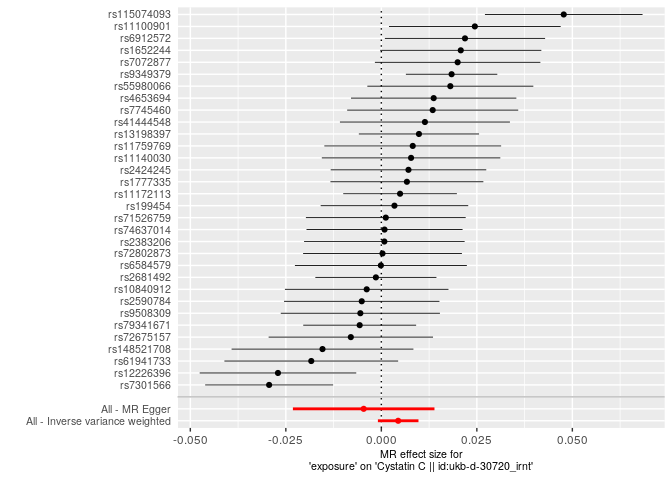 rs115074093
rs11100901
rs6912572
rs1652244
rs7072877
rs9349379
rs55980066
rs4653694
rs7745460
rs41444548
rs13198397
rs11759769
rs11140030
rs2424245
rs1777335
rs11172113
rs199454
rs71526759
rs74637014
rs2383206
rs72802873
rs6584579
rs2681492
rs10840912
rs2590784
rs9508309
rs79341671
rs72675157
rs148521708
rs61941733
rs12226396
rs7301566
All - MR Egger
All - Inverse variance weighted
-0.050 -0.025 0.000 0.025 0.050
MR effect size for
'exposure' on 'Cystatin C || id:ukb-d-30720_irnt'